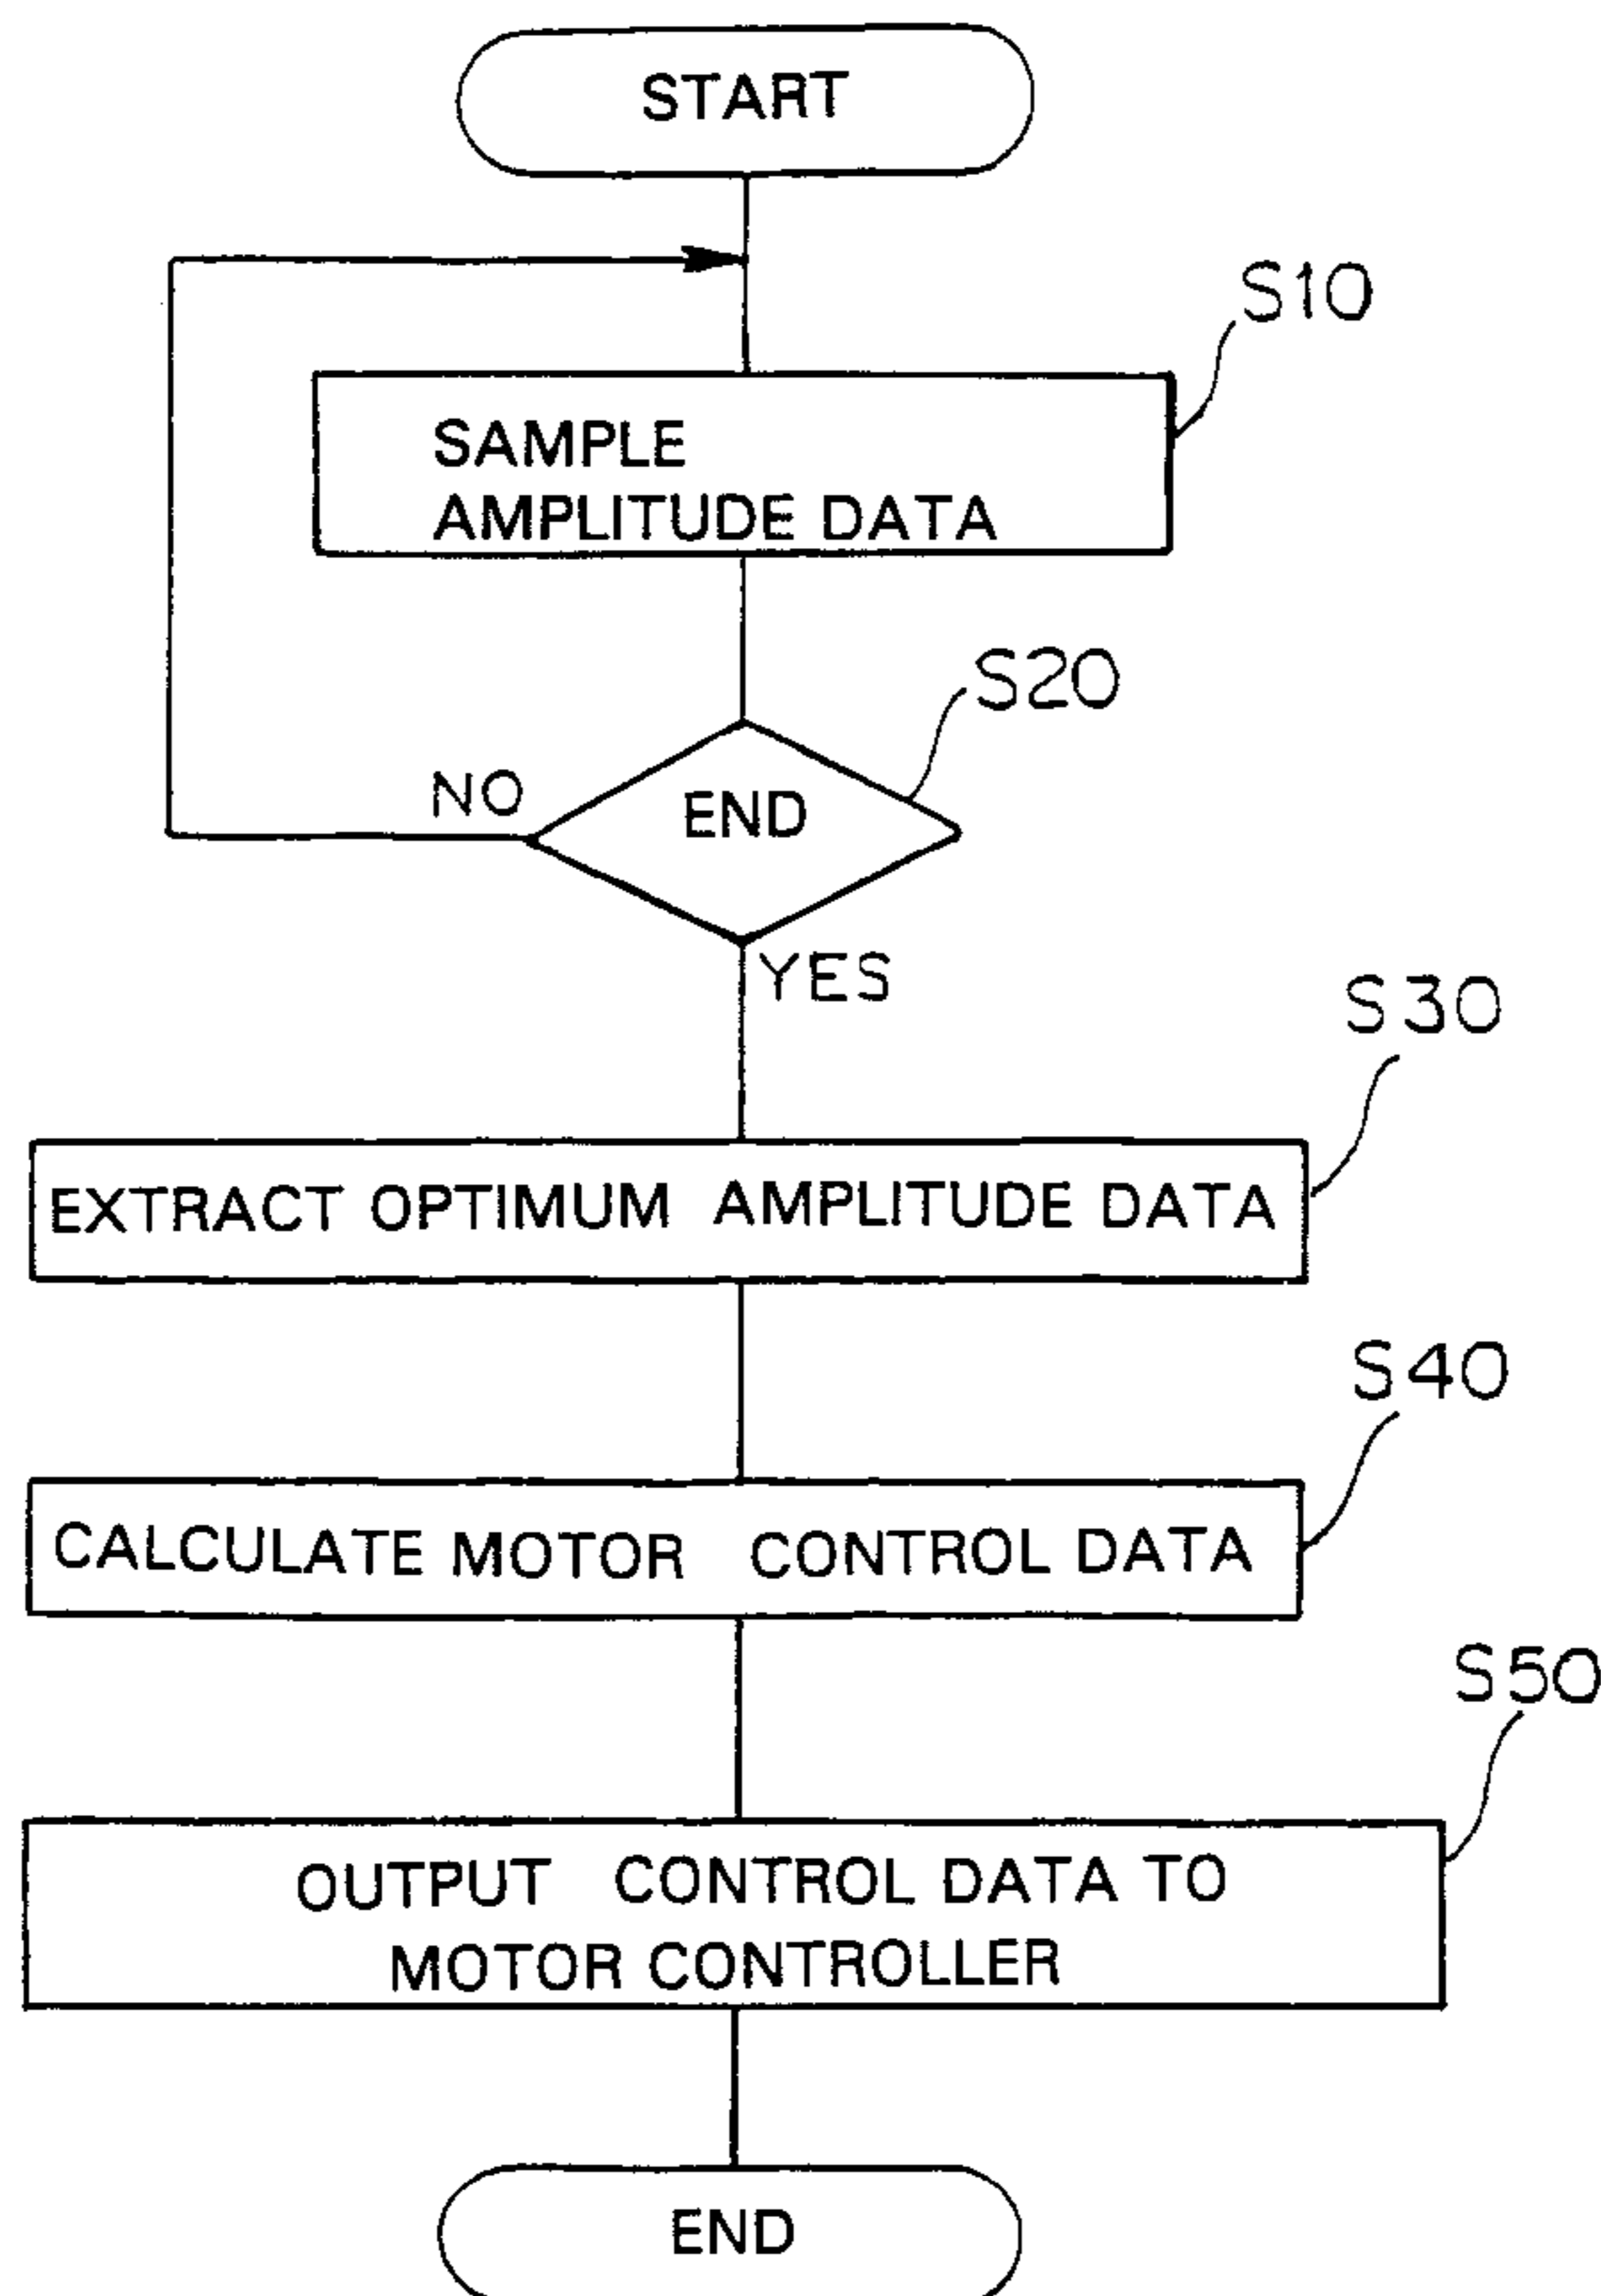 START
S10
SAMPLE
AMPLITUDE DATA
S20
NO
END
YES
S30
EXTRACT OPTIMUM AMPLITUDE DATA
S40
CALCULATE MOTOR CONTROL DATA
S50
OUTPUT CONTROL DATA TO
MOTOR CONTROLLER
END